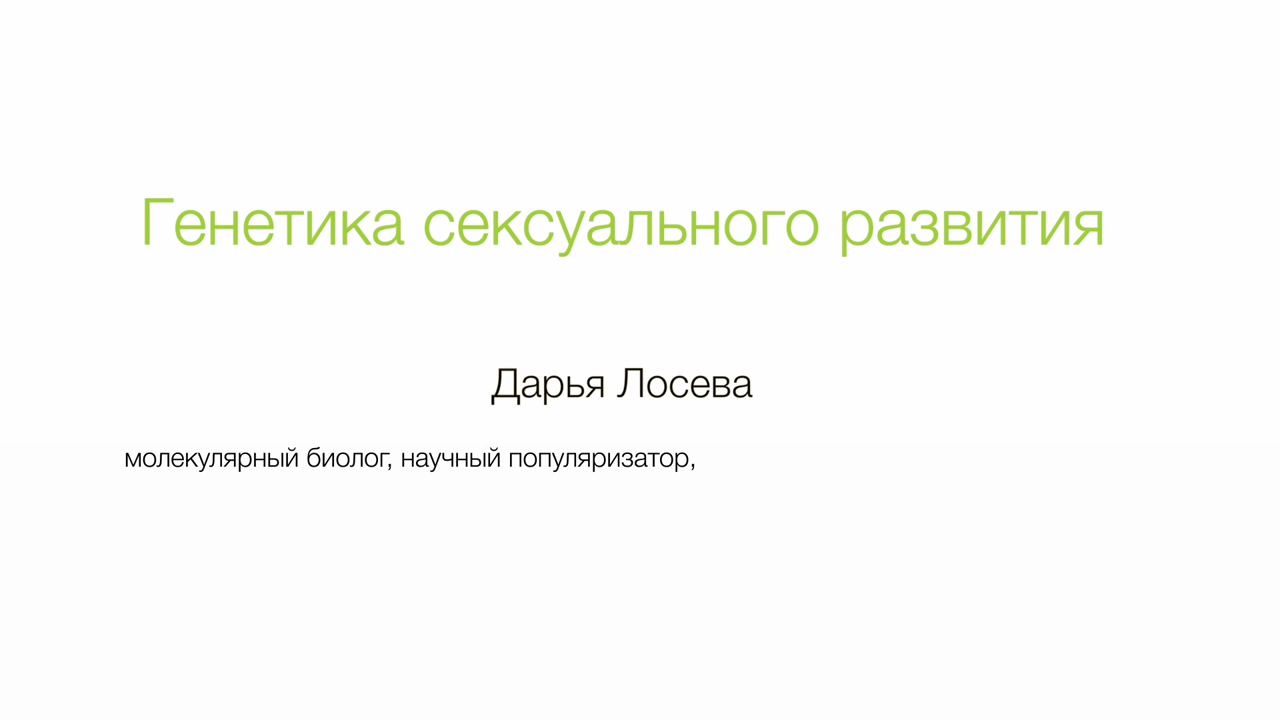 Генетика сексуального развития
Дарья Лосева
молекулярный биолог, научный популяризатор,